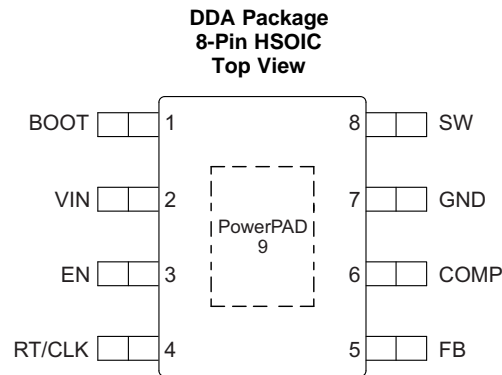 DDA Package
8-Pin HSOIC
Top View
BOOT 1 8 SW
VIN 2 7 GND
PowerPAD
9
EN 3 6 COMP
RT/CLK 4 5 FB